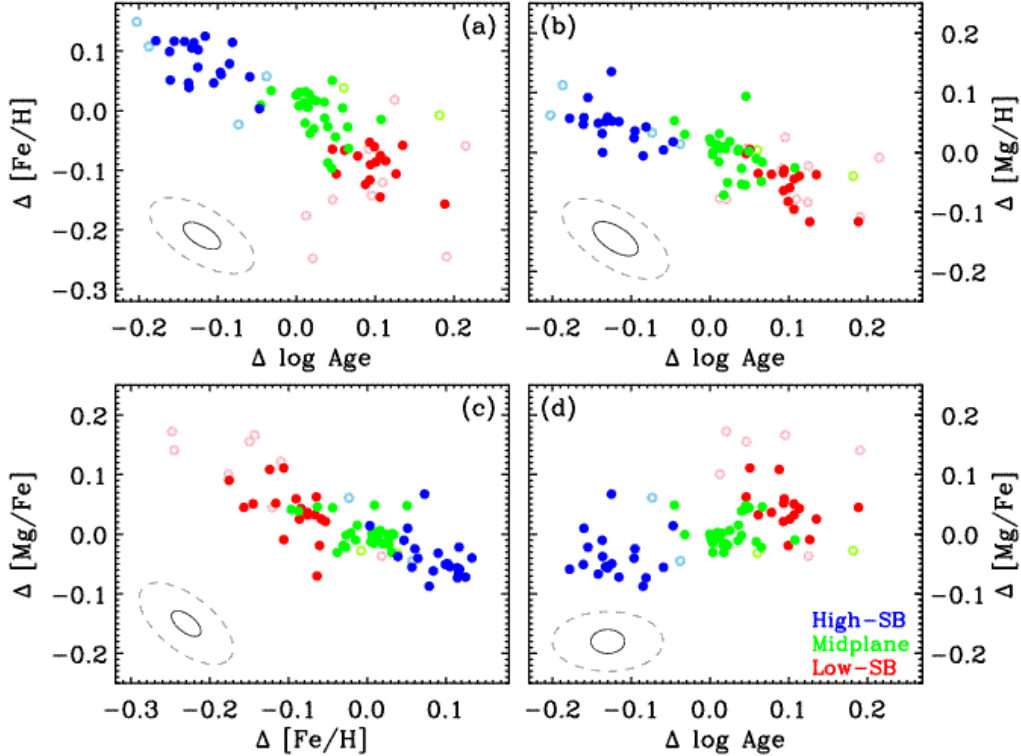 (a)
(b)
0.1
0.0
-0.1
-0.2
-0.3
Δ [Fe/H]
0.2
0.1
0.0
-0.1
-0.2
Δ [Mg/H]
-0.2 -0.1 0.0 0.1 0.2
-0.2 -0.1 0.0 0.1 0.2
Δ log Age
Δ log Age
(c)
(d)
0.2
0.1
0.0
-0.1
-0.2
Δ [Mg/Fe]
0.2
0.1
0.0
-0.1
-0.2
Δ [Mg/Fe]
High-SB
Midplane
Low-SB
-0.3 -0.2 -0.1 0.0 0.1
-0.2 -0.1 0.0 0.1 0.2
Δ [Fe/H]
Δ log Age